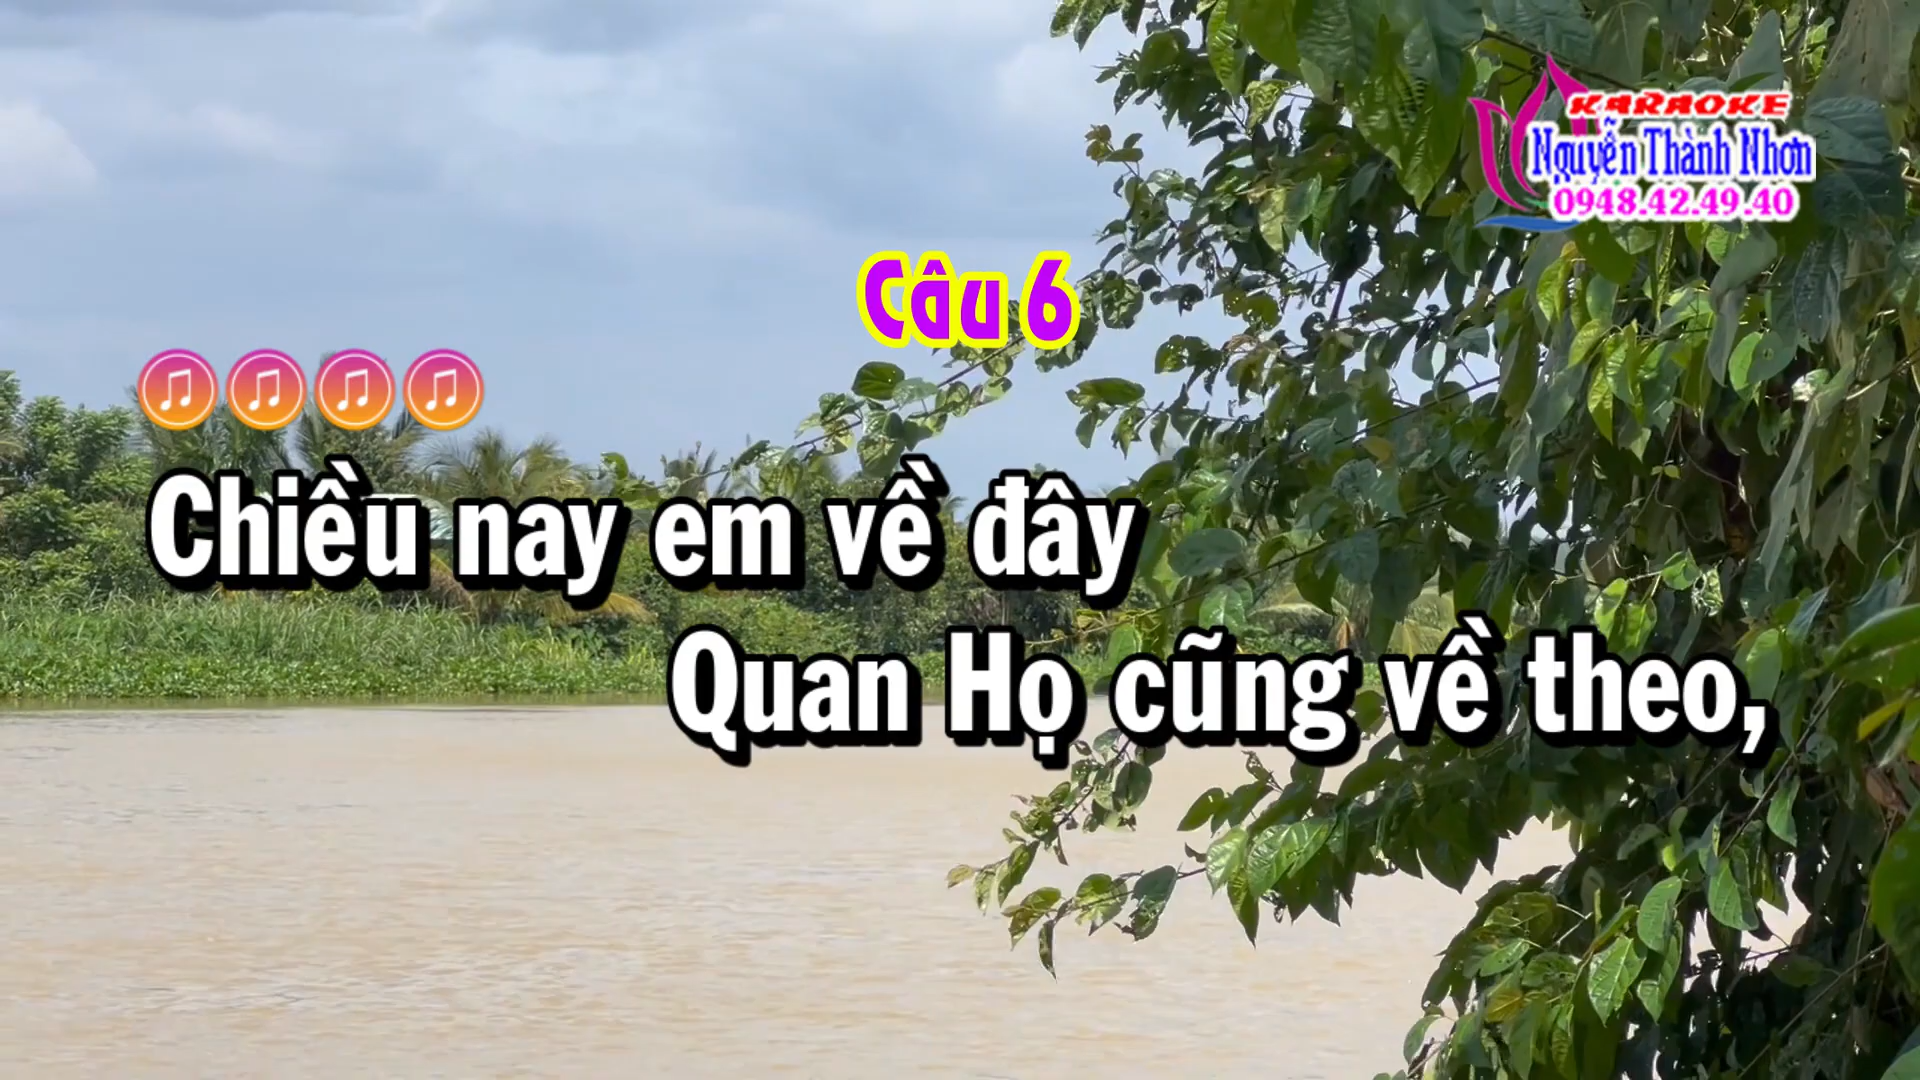 KARAOKE
Nguyễn Thành Nhơn
0948.42.49.40
Câu 6
Chiều nay em về đây
Quan Họ cũng về theo,